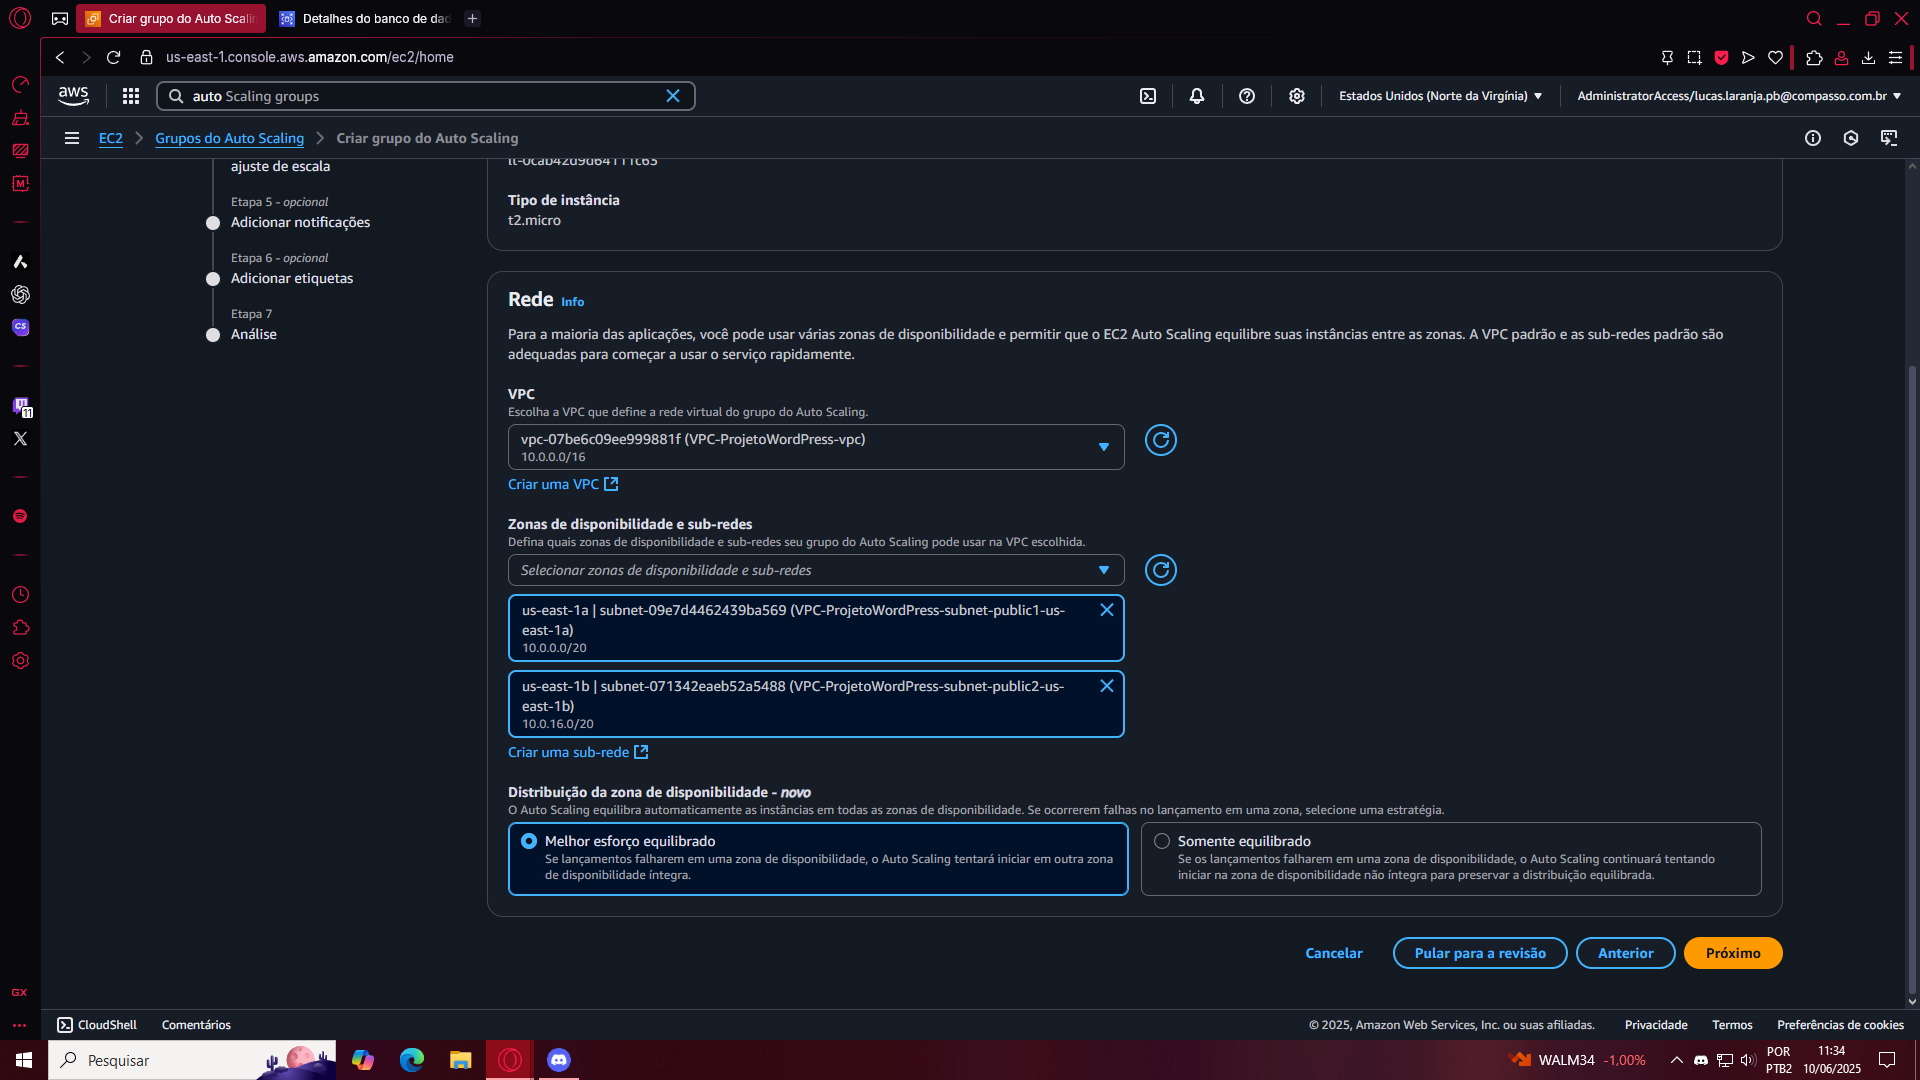 Criar grupo do Auto Scalin
Detalhes do banco de dad
us-east-1.console.aws.amazon.com/ec2/home
aws
auto Scaling groups
Estados Unidos (Norte da Virgínia)
AdministratorAccess/lucas.laranja.pb@compasso.com.br
EC2
Grupos do Auto Scaling
Criar grupo do Auto Scaling
ajuste de escala
Etapa 5 - opcional
Adicionar notificações
Etapa 6 - opcional
Adicionar etiquetas
Etapa 7
Análise
lt-0cab42d9d64111c63
Tipo de instância
t2.micro
Rede Info
Para a maioria das aplicações, você pode usar várias zonas de disponibilidade e permitir que o EC2 Auto Scaling equilibre suas instâncias entre as zonas. A VPC padrão e as sub-redes padrão são
adequadas para começar a usar o serviço rapidamente.
VPC
Escolha a VPC que define a rede virtual do grupo do Auto Scaling.
vpc-07be6c09ee999881f (VPC-ProjetoWordPress-vpc)
10.0.0.0/16
Criar uma VPC
Zonas de disponibilidade e sub-redes
Defina quais zonas de disponibilidade e sub-redes seu grupo do Auto Scaling pode usar na VPC escolhida.
Selecionar zonas de disponibilidade e sub-redes
us-east-1a | subnet-09e7d4462439ba569 (VPC-ProjetoWordPress-subnet-public1-us-
east-1a)
10.0.0.0/20
us-east-1b | subnet-071342eaeb52a5488 (VPC-ProjetoWordPress-subnet-public2-us-
east-1b)
10.0.16.0/20
Criar uma sub-rede
Distribuição da zona de disponibilidade - novo
O Auto Scaling equilibra automaticamente as instâncias em todas as zonas de disponibilidade. Se ocorrerem falhas no lançamento em uma zona, selecione uma estratégia.
Melhor esforço equilibrado
Se lançamentos falharem em uma zona de disponibilidade, o Auto Scaling tentará iniciar em outra zona
de disponibilidade íntegra.
Somente equilibrado
Se os lançamentos falharem em uma zona de disponibilidade, o Auto Scaling continuará tentando
iniciar na zona de disponibilidade não íntegra para preservar a distribuição equilibrada.
Cancelar
Pular para a revisão
Anterior
Próximo
CS
11
M
GX
CloudShell
Comentários
© 2025, Amazon Web Services, Inc. ou suas afiliadas.
Privacidade
Termos
Preferências de cookies
Pesquisar
WALM34 -1,00%
POR
PTB2
11:34
10/06/2025